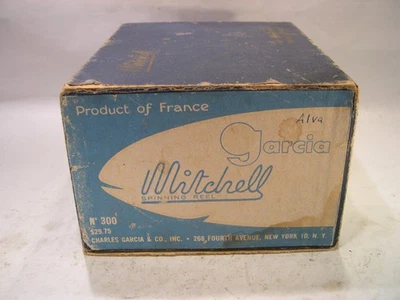 Product of France
Alva
garcia
Mitchell
SPINNING REEL
Nº 300
$29.75
CHARLES GARCIA & CO., INC. • 268 FOURTH AVENUE, NEW YORK 10, N. Y.